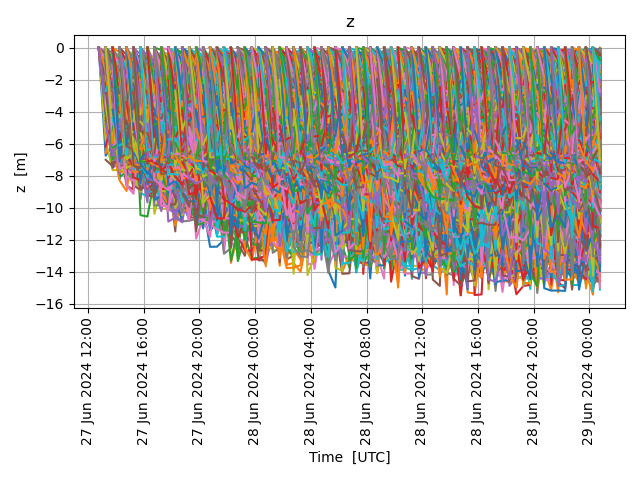 z
0
−2
−4
−6
−8
−10
−12
−14
−16
z [m]
27 Jun 2024 12:00
27 Jun 2024 16:00
27 Jun 2024 20:00
28 Jun 2024 00:00
28 Jun 2024 04:00
28 Jun 2024 08:00
28 Jun 2024 12:00
28 Jun 2024 16:00
28 Jun 2024 20:00
29 Jun 2024 00:00
Time [UTC]